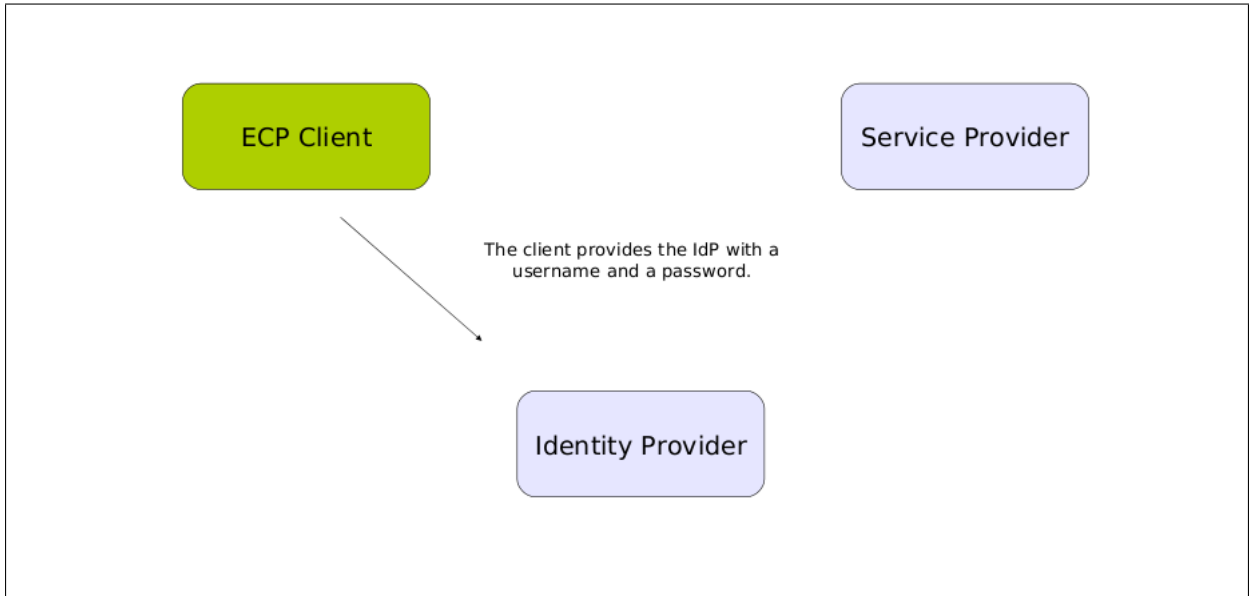 ECP Client
Service Provider
The client provides the IdP with a
username and a password.
Identity Provider